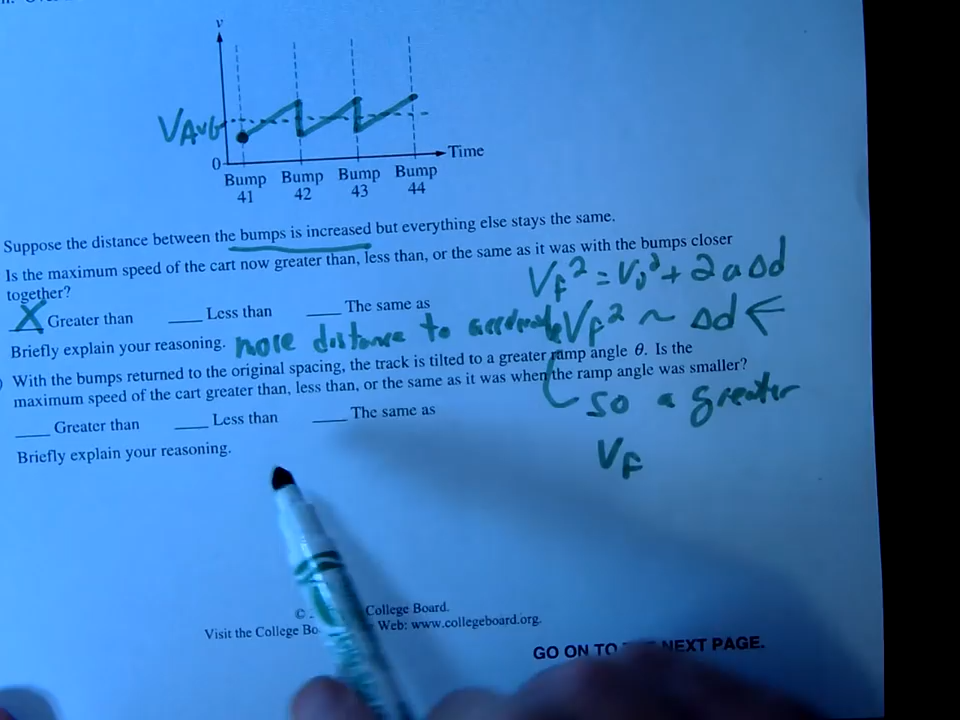 v
VAVG
0
Time
Bump Bump Bump Bump
41 42 43 44
Suppose the distance between the bumps is increased but everything else stays the same.
Is the maximum speed of the cart now greater than, less than, or the same as it was with the bumps closer
together?
X Greater than ____ Less than ____ The same as
Vf² = V0² + 2aΔd
Briefly explain your reasoning. more distance to accelerate
Vf² ~ Δd ←
With the bumps returned to the original spacing, the track is tilted to a greater ramp angle θ. Is the
maximum speed of the cart greater than, less than, or the same as it was when the ramp angle was smaller?
so a greater
VF
____ Greater than ____ Less than ____ The same as
Briefly explain your reasoning.
© College Board.
Visit the College Web: www.collegeboard.org.
GO ON TO NEXT PAGE.